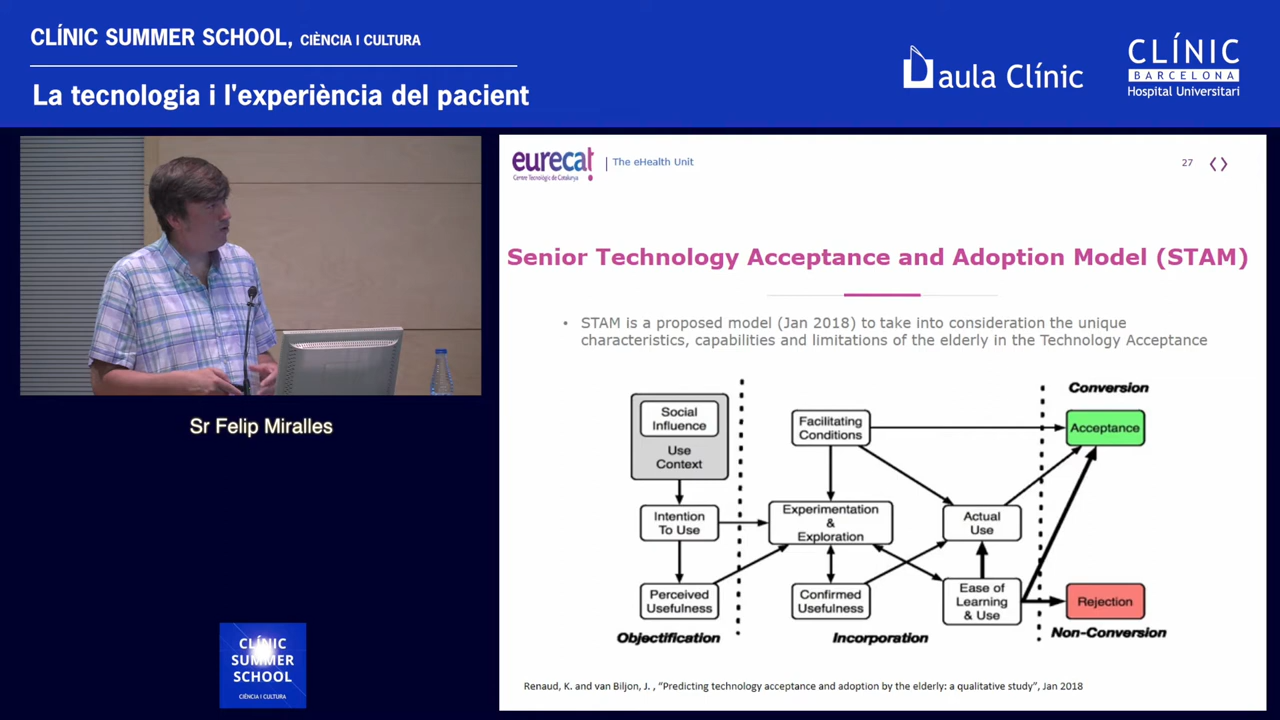 CLÍNIC SUMMER SCHOOL, CIÈNCIA I CULTURA
La tecnologia i l'experiència del pacient
aula Clínic
CLÍNIC
BARCELONA
Hospital Universitari
Sr Felip Miralles
CLÍNIC
SUMMER
SCHOOL
CIÈNCIA I CULTURA
eurecat
Centre Tecnològic de Catalunya
The eHealth Unit
27
Senior Technology Acceptance and Adoption Model (STAM)
• STAM is a proposed model (Jan 2018) to take into consideration the unique
characteristics, capabilities and limitations of the elderly in the Technology Acceptance
Social
Influence
Use
Context
Intention
To Use
Perceived
Usefulness
Objectification
Facilitating
Conditions
Experimentation
&
Exploration
Confirmed
Usefulness
Actual
Use
Ease of
Learning
& Use
Incorporation
Conversion
Acceptance
Rejection
Non-Conversion
Renaud, K. and van Biljon, J. , “Predicting technology acceptance and adoption by the elderly: a qualitative study”, Jan 2018